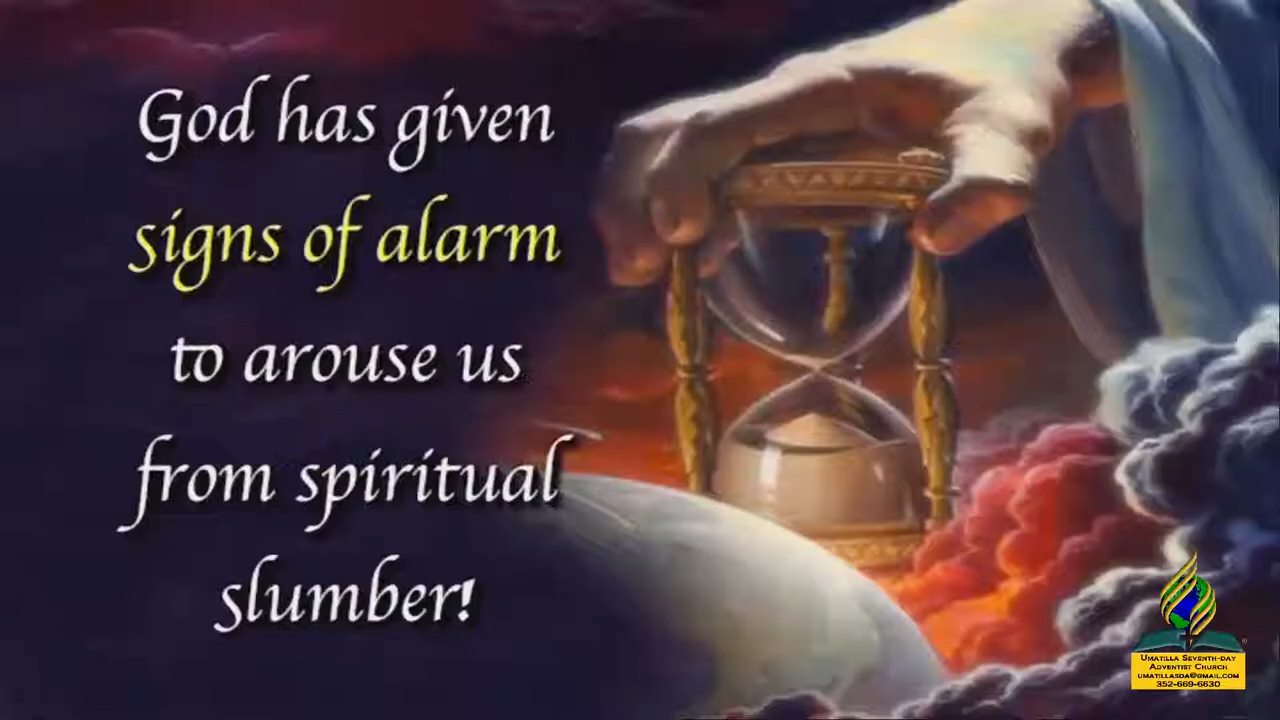 God has given
signs of alarm
to arouse us
from spiritual
slumber!
Umatilla Seventh-day
Adventist Church
umatillasda@gmail.com
352-669-6630